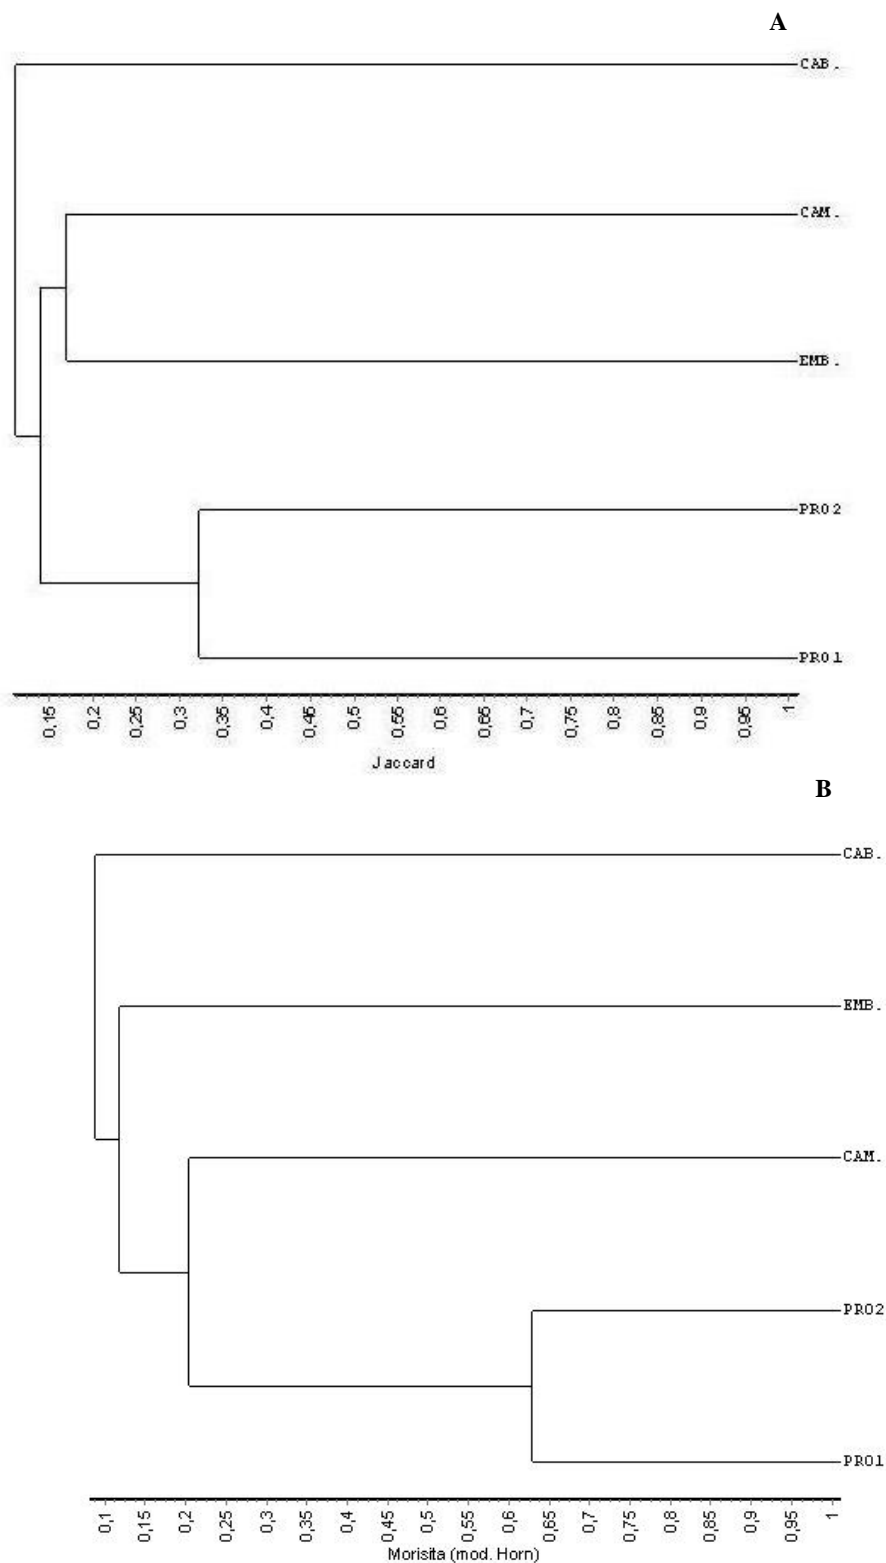 A
CAB.
CAM.
EMB.
PRO2
PRO1
0,15 0,2 0,25 0,3 0,35 0,4 0,45 0,5 0,55 0,6 0,65 0,7 0,75 0,8 0,85 0,9 0,95 1
Jaccard
B
CAB.
EMB.
CAM.
PRO2
PRO1
0,1 0,15 0,2 0,25 0,3 0,35 0,4 0,45 0,5 0,55 0,6 0,65 0,7 0,75 0,8 0,85 0,9 0,95 1
Morisita (mod. Horn)